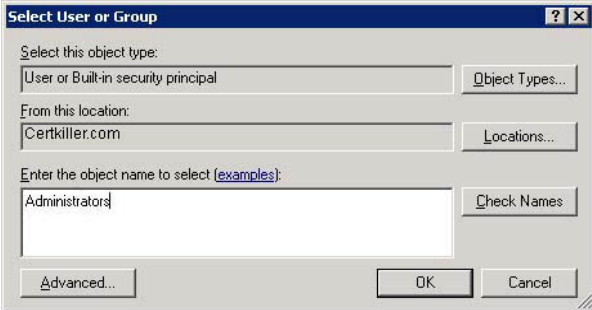 Select User or Group
Select this object type:
User or Built-in security principal
Object Types...
From this location:
Certkiller.com
Locations...
Enter the object name to select (examples):
Administrators
Check Names
Advanced...
OK
Cancel